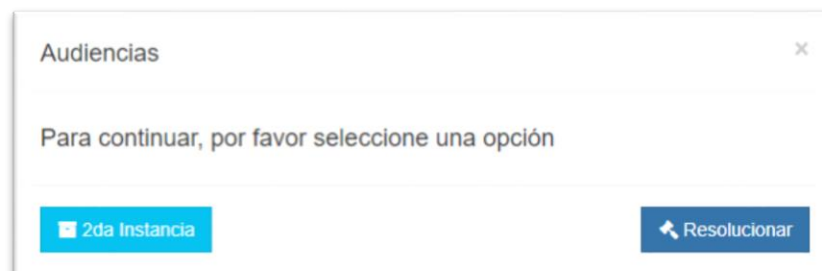 Audiencias
×
Para continuar, por favor seleccione una opción
2da Instancia
Resolucionar